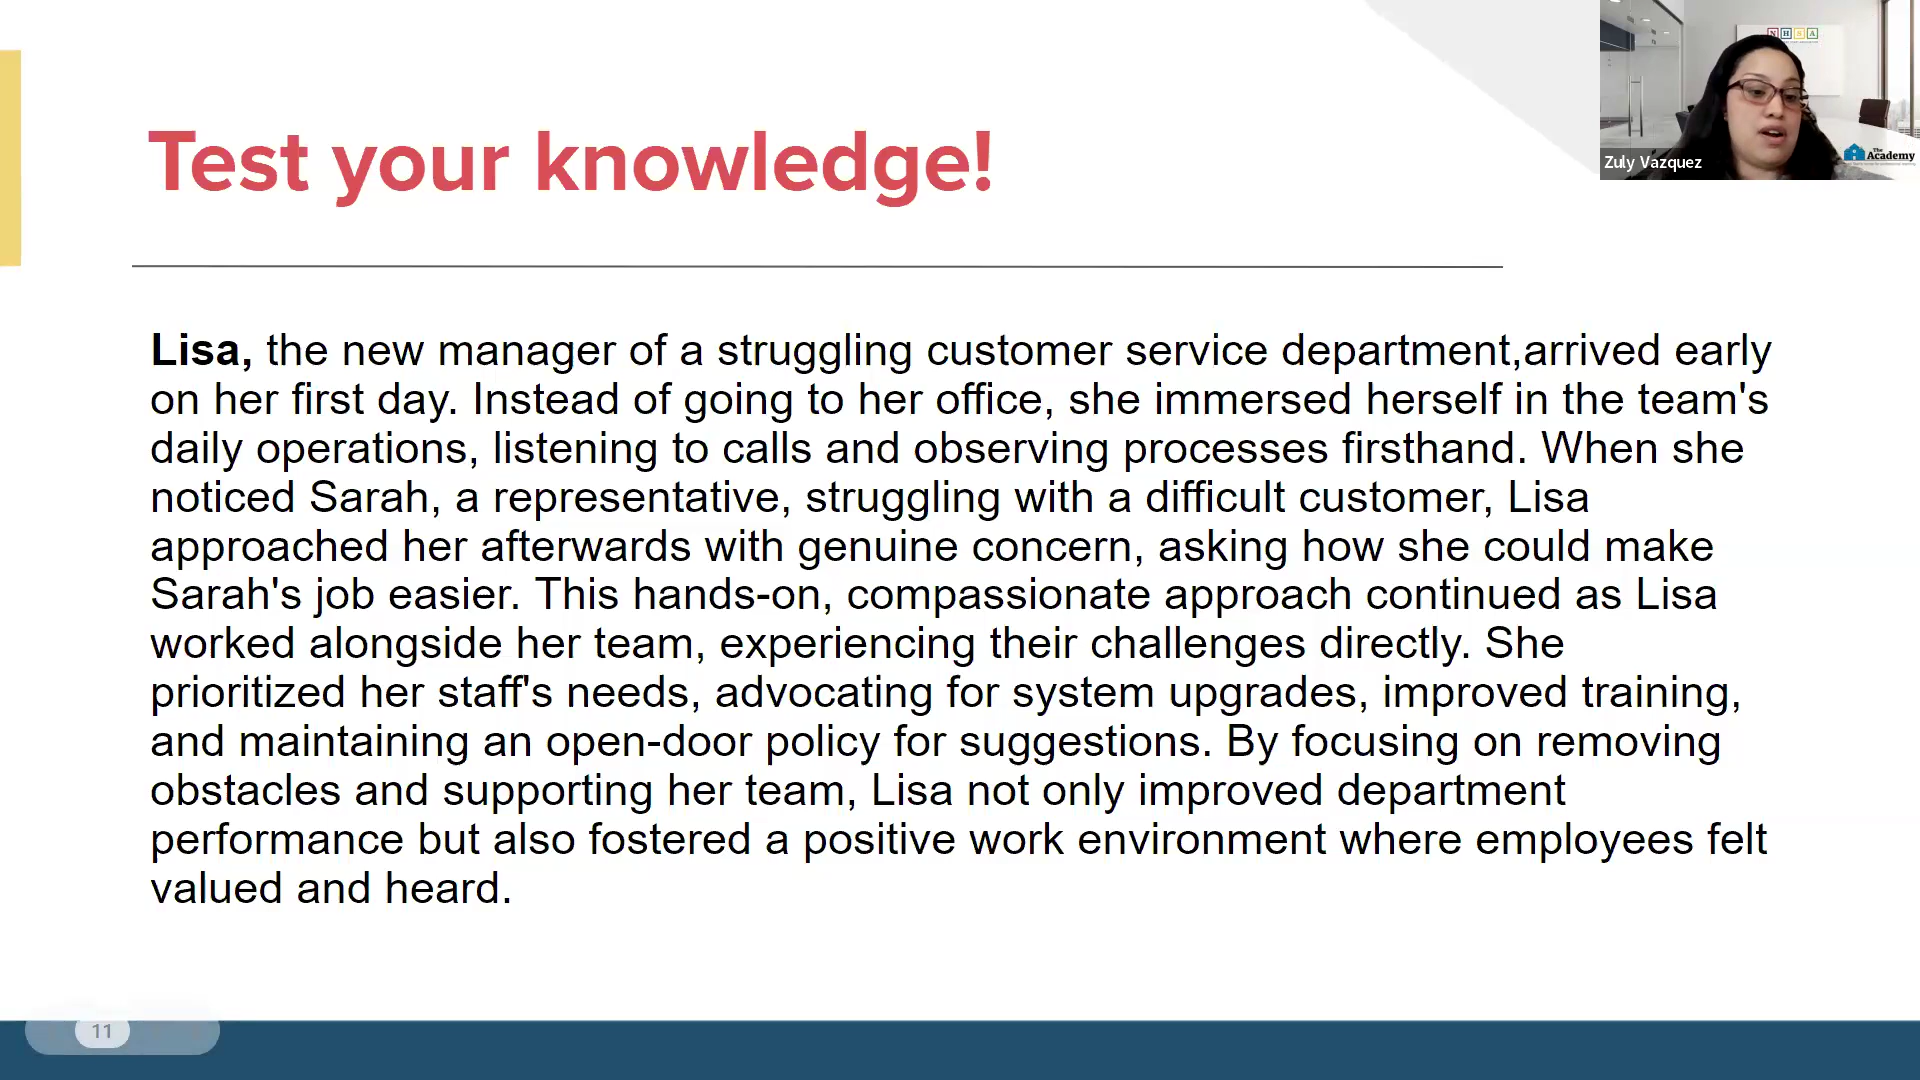 Test your knowledge!
Lisa, the new manager of a struggling customer service department,arrived early
on her first day. Instead of going to her office, she immersed herself in the team's
daily operations, listening to calls and observing processes firsthand. When she
noticed Sarah, a representative, struggling with a difficult customer, Lisa
approached her afterwards with genuine concern, asking how she could make
Sarah's job easier. This hands-on, compassionate approach continued as Lisa
worked alongside her team, experiencing their challenges directly. She
prioritized her staff's needs, advocating for system upgrades, improved training,
and maintaining an open-door policy for suggestions. By focusing on removing
obstacles and supporting her team, Lisa not only improved department
performance but also fostered a positive work environment where employees felt
valued and heard.
NHSA
The
Academy
Zuly Vazquez
11